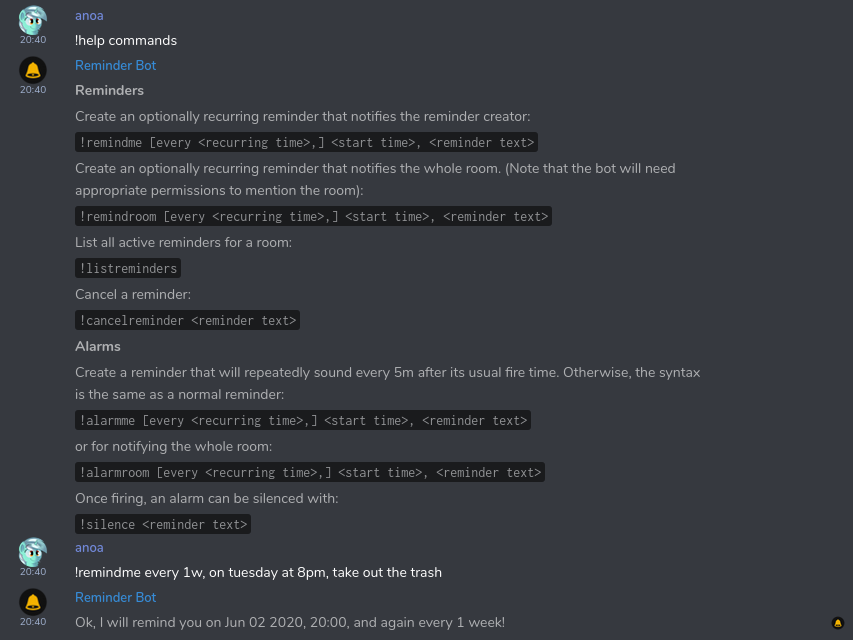 anoa
20:40
!help commands
Reminder Bot
20:40
Reminders
Create an optionally recurring reminder that notifies the reminder creator:
!remindme [every <recurring time>,] <start time>, <reminder text>
Create an optionally recurring reminder that notifies the whole room. (Note that the bot will need
appropriate permissions to mention the room):
!remindroom [every <recurring time>,] <start time>, <reminder text>
List all active reminders for a room:
!listreminders
Cancel a reminder:
!cancelreminder <reminder text>
Alarms
Create a reminder that will repeatedly sound every 5m after its usual fire time. Otherwise, the syntax
is the same as a normal reminder:
!alarmme [every <recurring time>,] <start time>, <reminder text>
or for notifying the whole room:
!alarmroom [every <recurring time>,] <start time>, <reminder text>
Once firing, an alarm can be silenced with:
!silence <reminder text>
anoa
20:40
!remindme every 1w, on tuesday at 8pm, take out the trash
Reminder Bot
20:40
Ok, I will remind you on Jun 02 2020, 20:00, and again every 1 week!